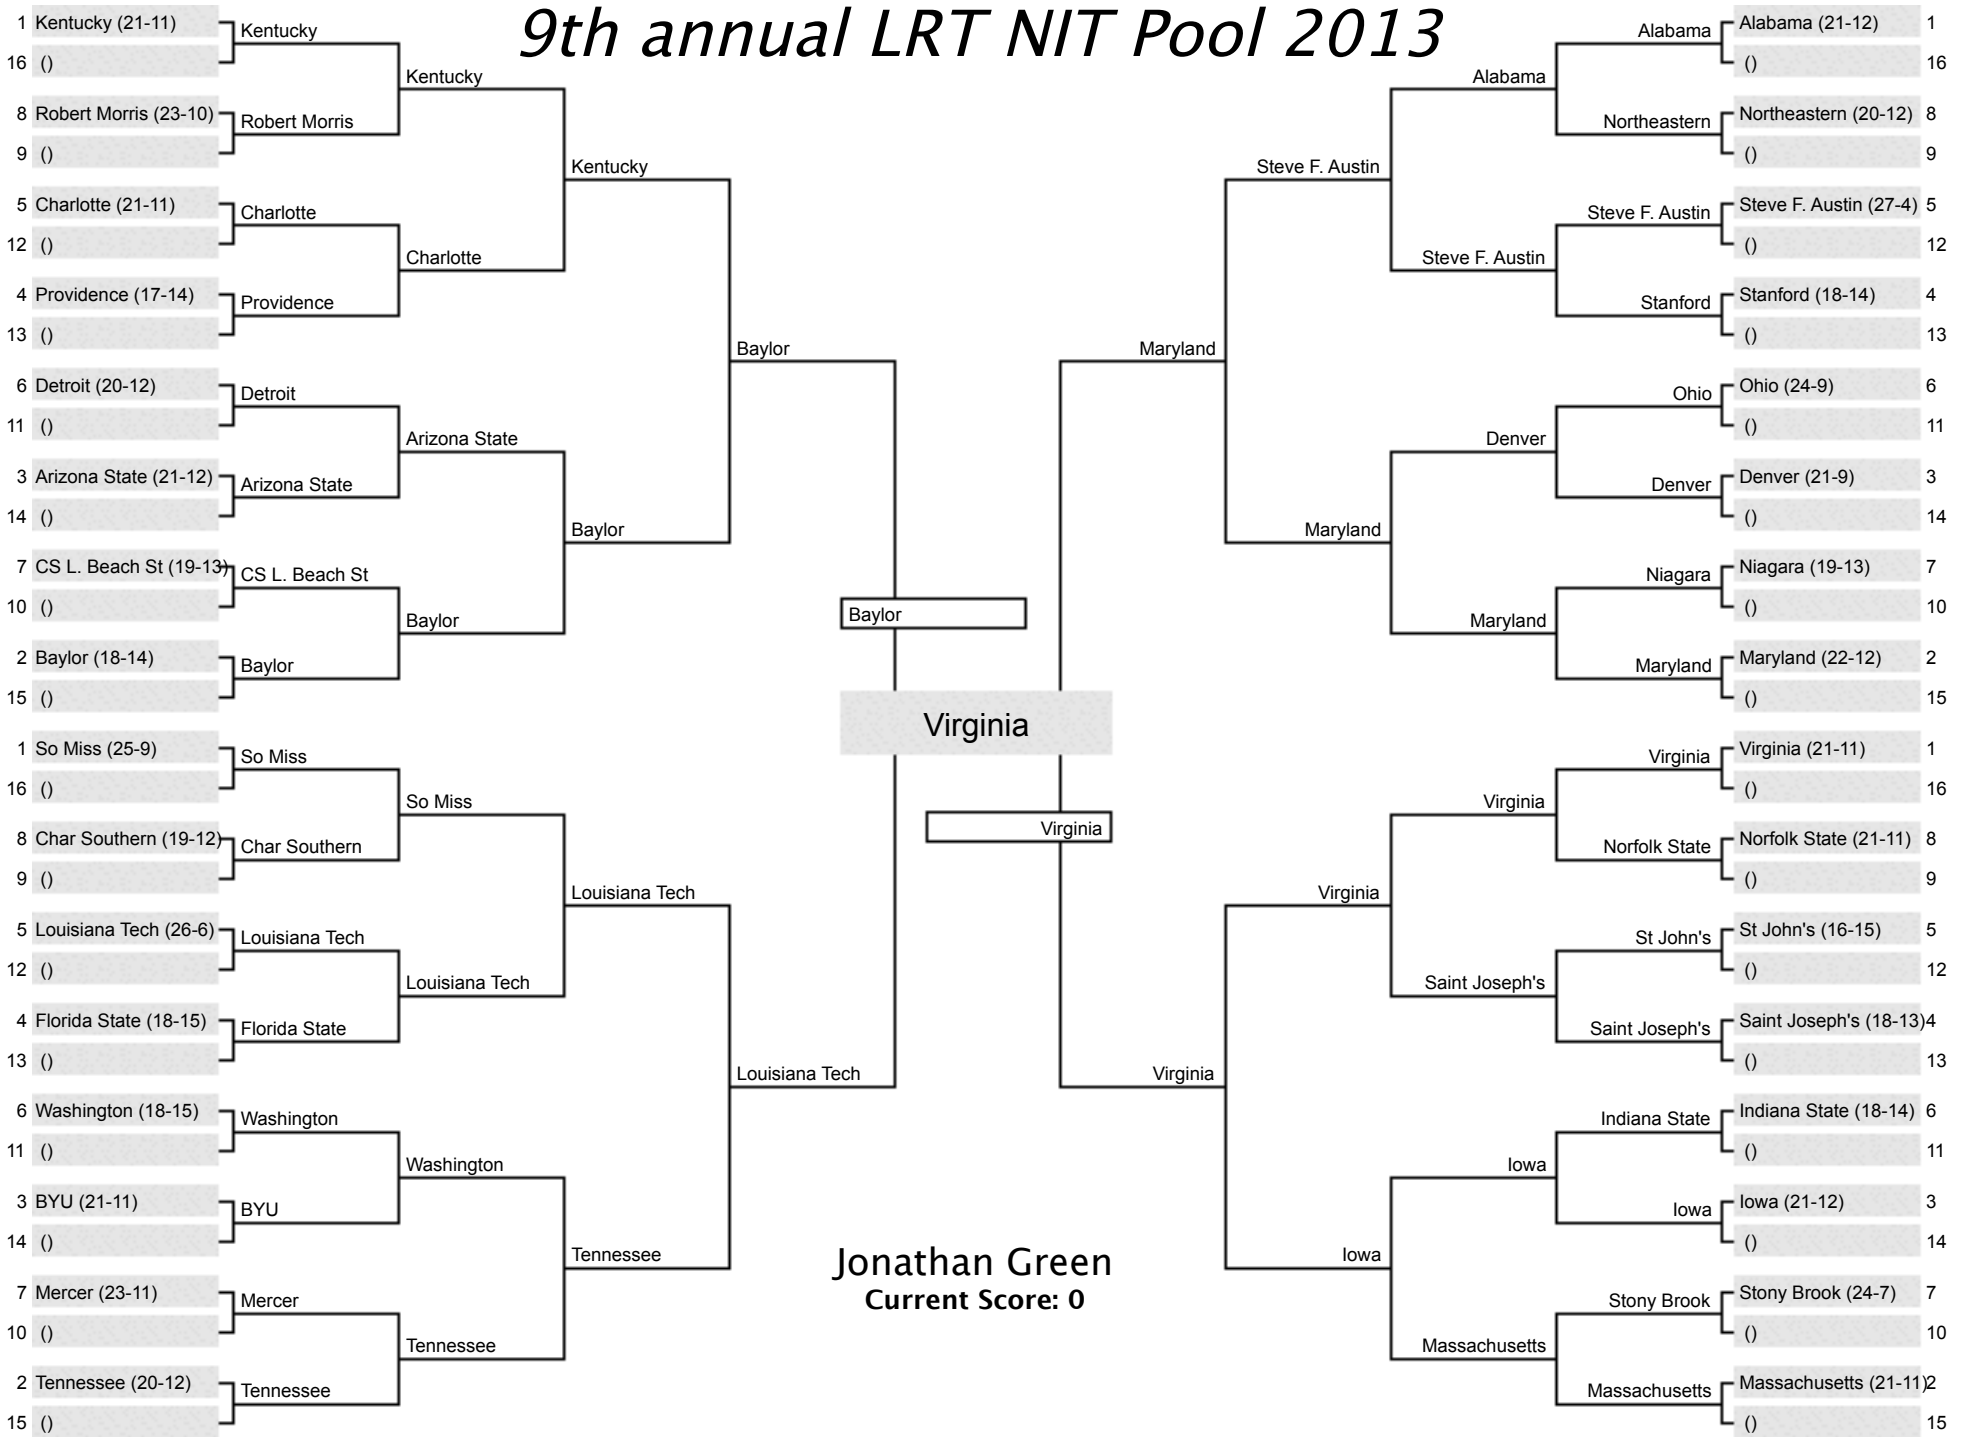 9th annual LRT NIT Pool 2013
1 Kentucky (21-11)
16 ()
8 Robert Morris (23-10)
9 ()
5 Charlotte (21-11)
12 ()
4 Providence (17-14)
13 ()
6 Detroit (20-12)
11 ()
3 Arizona State (21-12)
14 ()
7 CS L. Beach St (19-13)
10 ()
2 Baylor (18-14)
15 ()
1 So Miss (25-9)
16 ()
8 Char Southern (19-12)
9 ()
5 Louisiana Tech (26-6)
12 ()
4 Florida State (18-15)
13 ()
6 Washington (18-15)
11 ()
3 BYU (21-11)
14 ()
7 Mercer (23-11)
10 ()
2 Tennessee (20-12)
15 ()
Kentucky
Robert Morris
Charlotte
Providence
Detroit
Arizona State
CS L. Beach St
Baylor
So Miss
Char Southern
Louisiana Tech
Florida State
Washington
BYU
Mercer
Tennessee
Kentucky
Charlotte
Arizona State
Baylor
So Miss
Louisiana Tech
Washington
Tennessee
Kentucky
Baylor
Louisiana Tech
Tennessee
Baylor
Louisiana Tech
Baylor
Virginia
Virginia
Jonathan Green
Current Score: 0
Maryland
Virginia
Steve F. Austin
Maryland
Virginia
Iowa
Alabama
Steve F. Austin
Denver
Maryland
Virginia
Saint Joseph's
Iowa
Massachusetts
Alabama
Northeastern
Steve F. Austin
Stanford
Ohio
Denver
Niagara
Maryland
Virginia
Norfolk State
St John's
Saint Joseph's
Indiana State
Iowa
Stony Brook
Massachusetts
Alabama (21-12) 1
() 16
Northeastern (20-12) 8
() 9
Steve F. Austin (27-4) 5
() 12
Stanford (18-14) 4
() 13
Ohio (24-9) 6
() 11
Denver (21-9) 3
() 14
Niagara (19-13) 7
() 10
Maryland (22-12) 2
() 15
Virginia (21-11) 1
() 16
Norfolk State (21-11) 8
() 9
St John's (16-15) 5
() 12
Saint Joseph's (18-13) 4
() 13
Indiana State (18-14) 6
() 11
Iowa (21-12) 3
() 14
Stony Brook (24-7) 7
() 10
Massachusetts (21-11) 2
() 15